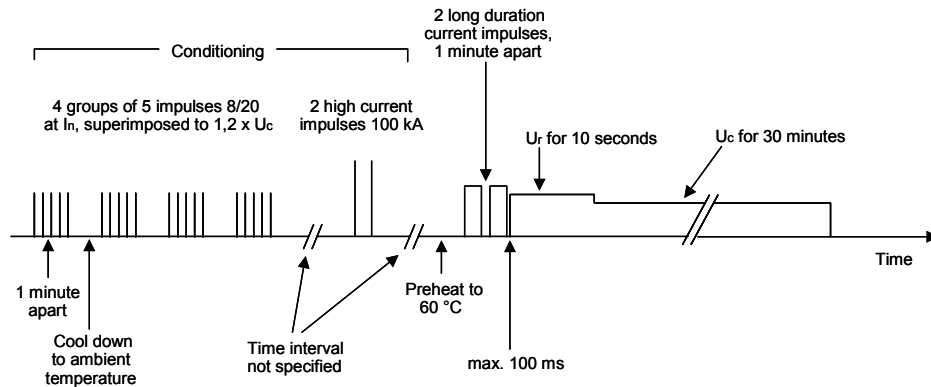 2 long duration
current impulses,
1 minute apart
Conditioning
4 groups of 5 impulses 8/20
at In, superimposed to 1,2 x Uc
2 high current
impulses 100 kA
Ur for 10 seconds
Uc for 30 minutes
Time
1 minute
apart
Cool down
to ambient
temperature
Time interval
not specified
Preheat to
60 °C
max. 100 ms